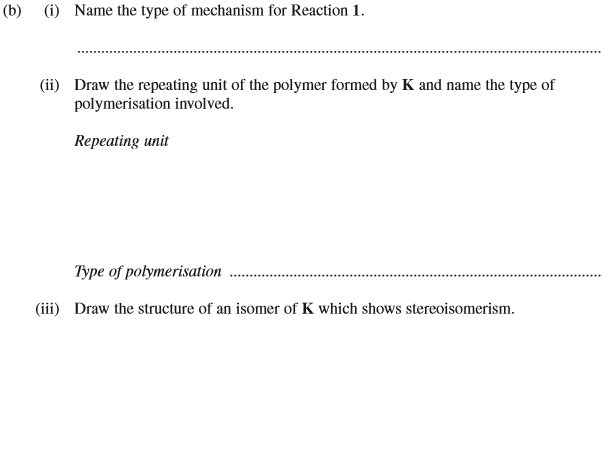 (b) (i) Name the type of mechanism for Reaction 1.
................................................................................................................................
(ii) Draw the repeating unit of the polymer formed by K and name the type of
polymerisation involved.
Repeating unit
Type of polymerisation ............................................................................................
(iii) Draw the structure of an isomer of K which shows stereoisomerism.